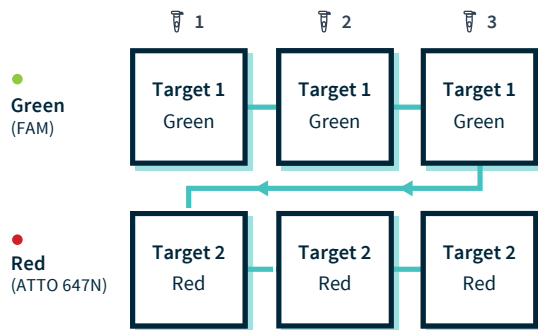 1
2
3
Green
(FAM)
Target 1
Green
Target 1
Green
Target 1
Green
Red
(ATTO 647N)
Target 2
Red
Target 2
Red
Target 2
Red